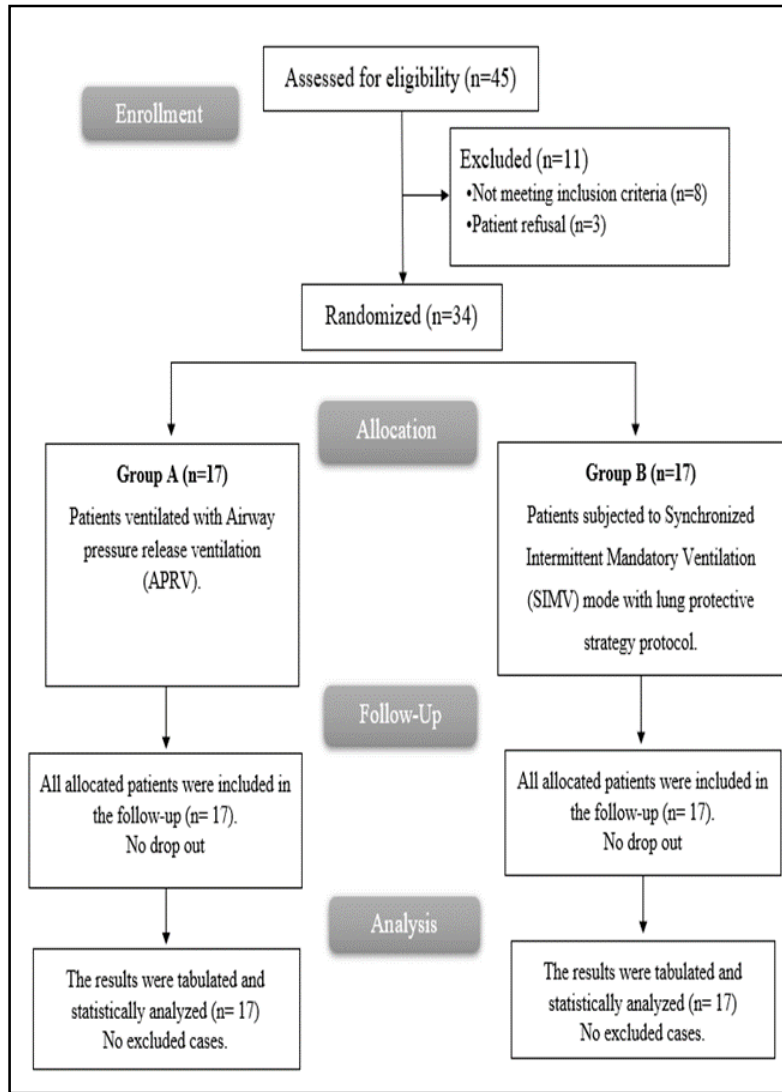 Assessed for eligibility (n=45)
Enrollment
Excluded (n=11)
•Not meeting inclusion criteria (n=8)
•Patient refusal (n=3)
Randomized (n=34)
Allocation
Group A (n=17)
Patients ventilated with Airway
pressure release ventilation
(APRV).
Group B (n=17)
Patients subjected to Synchronized
Intermittent Mandatory Ventilation
(SIMV) mode with lung protective
strategy protocol.
Follow-Up
All allocated patients were included in
the follow-up (n= 17).
No drop out
All allocated patients were included in
the follow-up (n= 17).
No drop out
Analysis
The results were tabulated and
statistically analyzed (n= 17)
No excluded cases.
The results were tabulated and
statistically analyzed (n= 17)
No excluded cases.